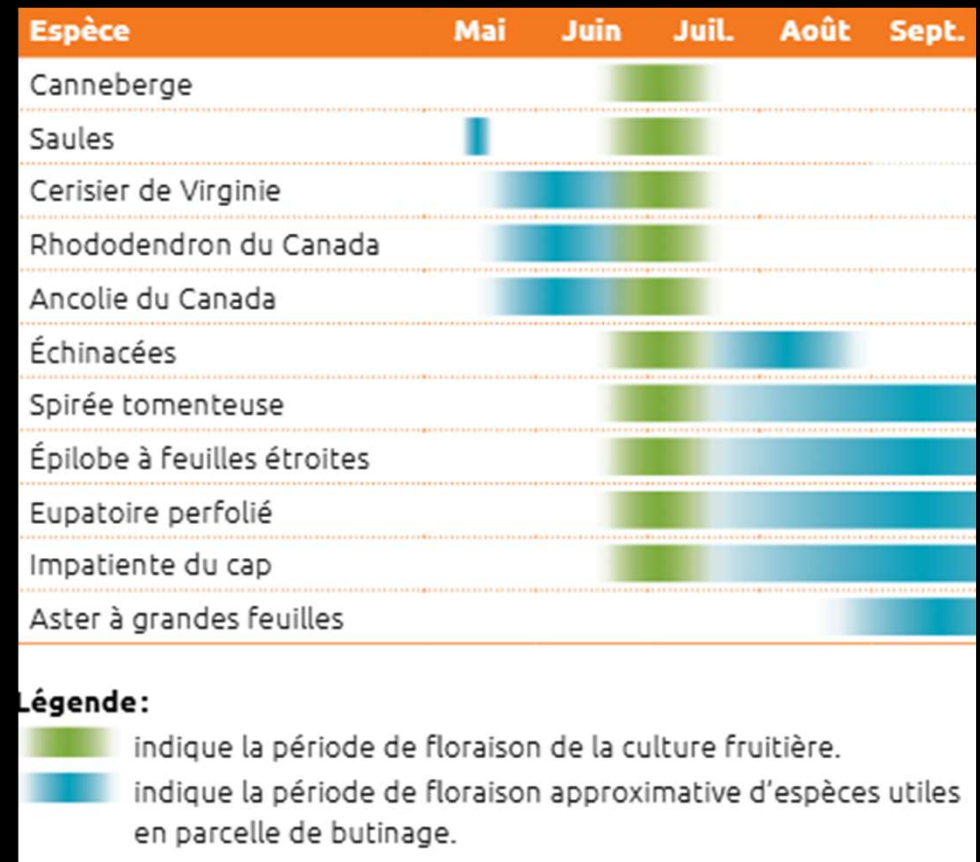 Espèce Mai Juin Juil. Août Sept.
Canneberge
Saules
Cerisier de Virginie
Rhododendron du Canada
Ancolie du Canada
Échinacées
Spirée tomenteuse
Épilobe à feuilles étroites
Eupatoire perfolié
Impatiente du cap
Aster à grandes feuilles
Légende:
indique la période de floraison de la culture fruitière.
indique la période de floraison approximative d'espèces utiles
en parcelle de butinage.